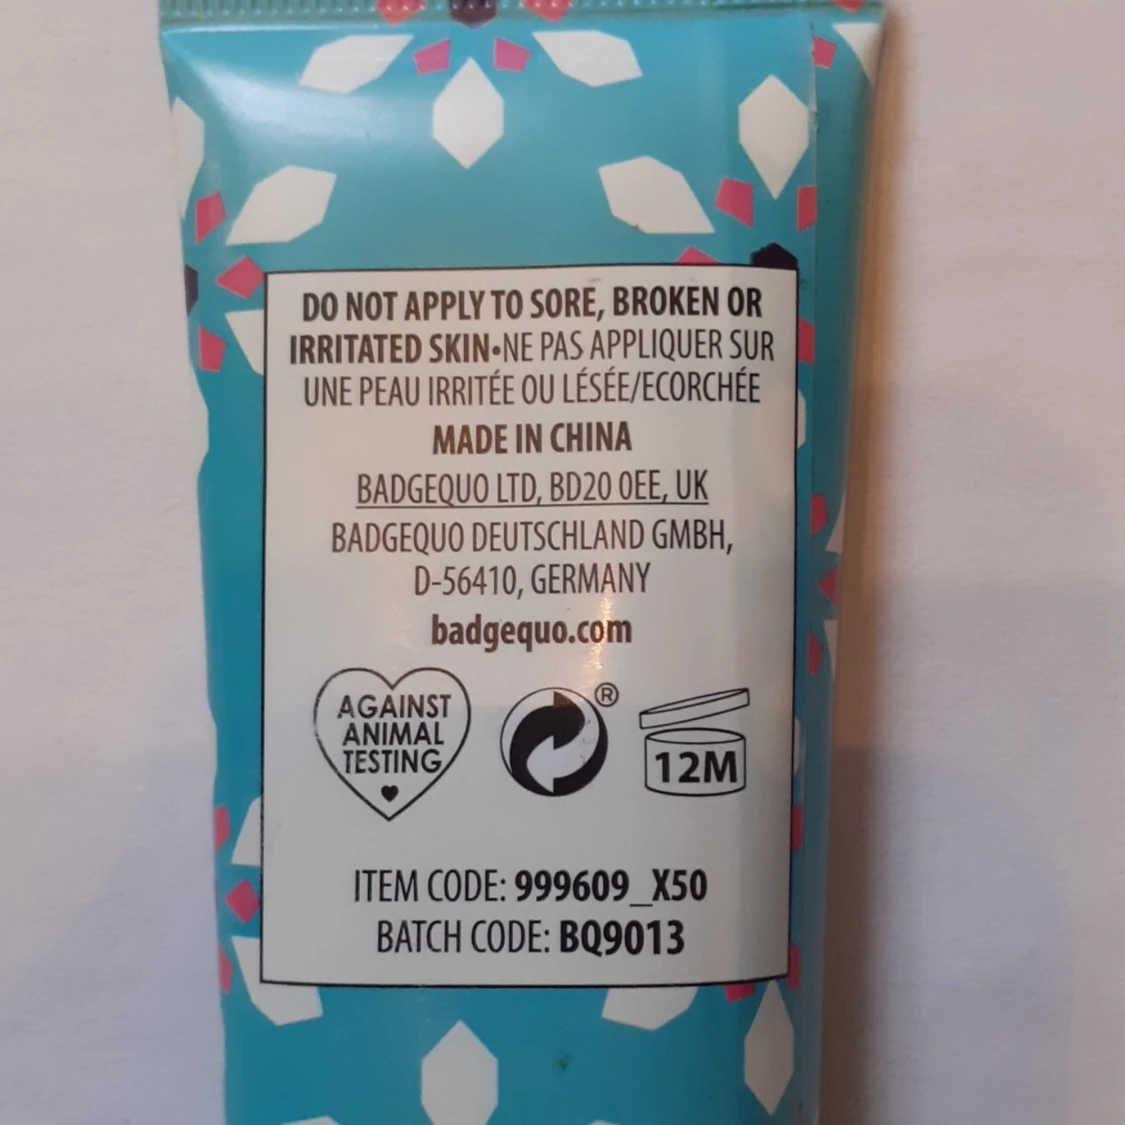 DO NOT APPLY TO SORE, BROKEN OR
IRRITATED SKIN•NE PAS APPLIQUER SUR
UNE PEAU IRRITÉE OU LÉSÉE/ECORCHÉE
MADE IN CHINA
BADGEQUO LTD, BD20 0EE, UK
BADGEQUO DEUTSCHLAND GMBH,
D-56410, GERMANY
badgequo.com
AGAINST
ANIMAL
TESTING
®
12M
ITEM CODE: 999609_X50
BATCH CODE: BQ9013